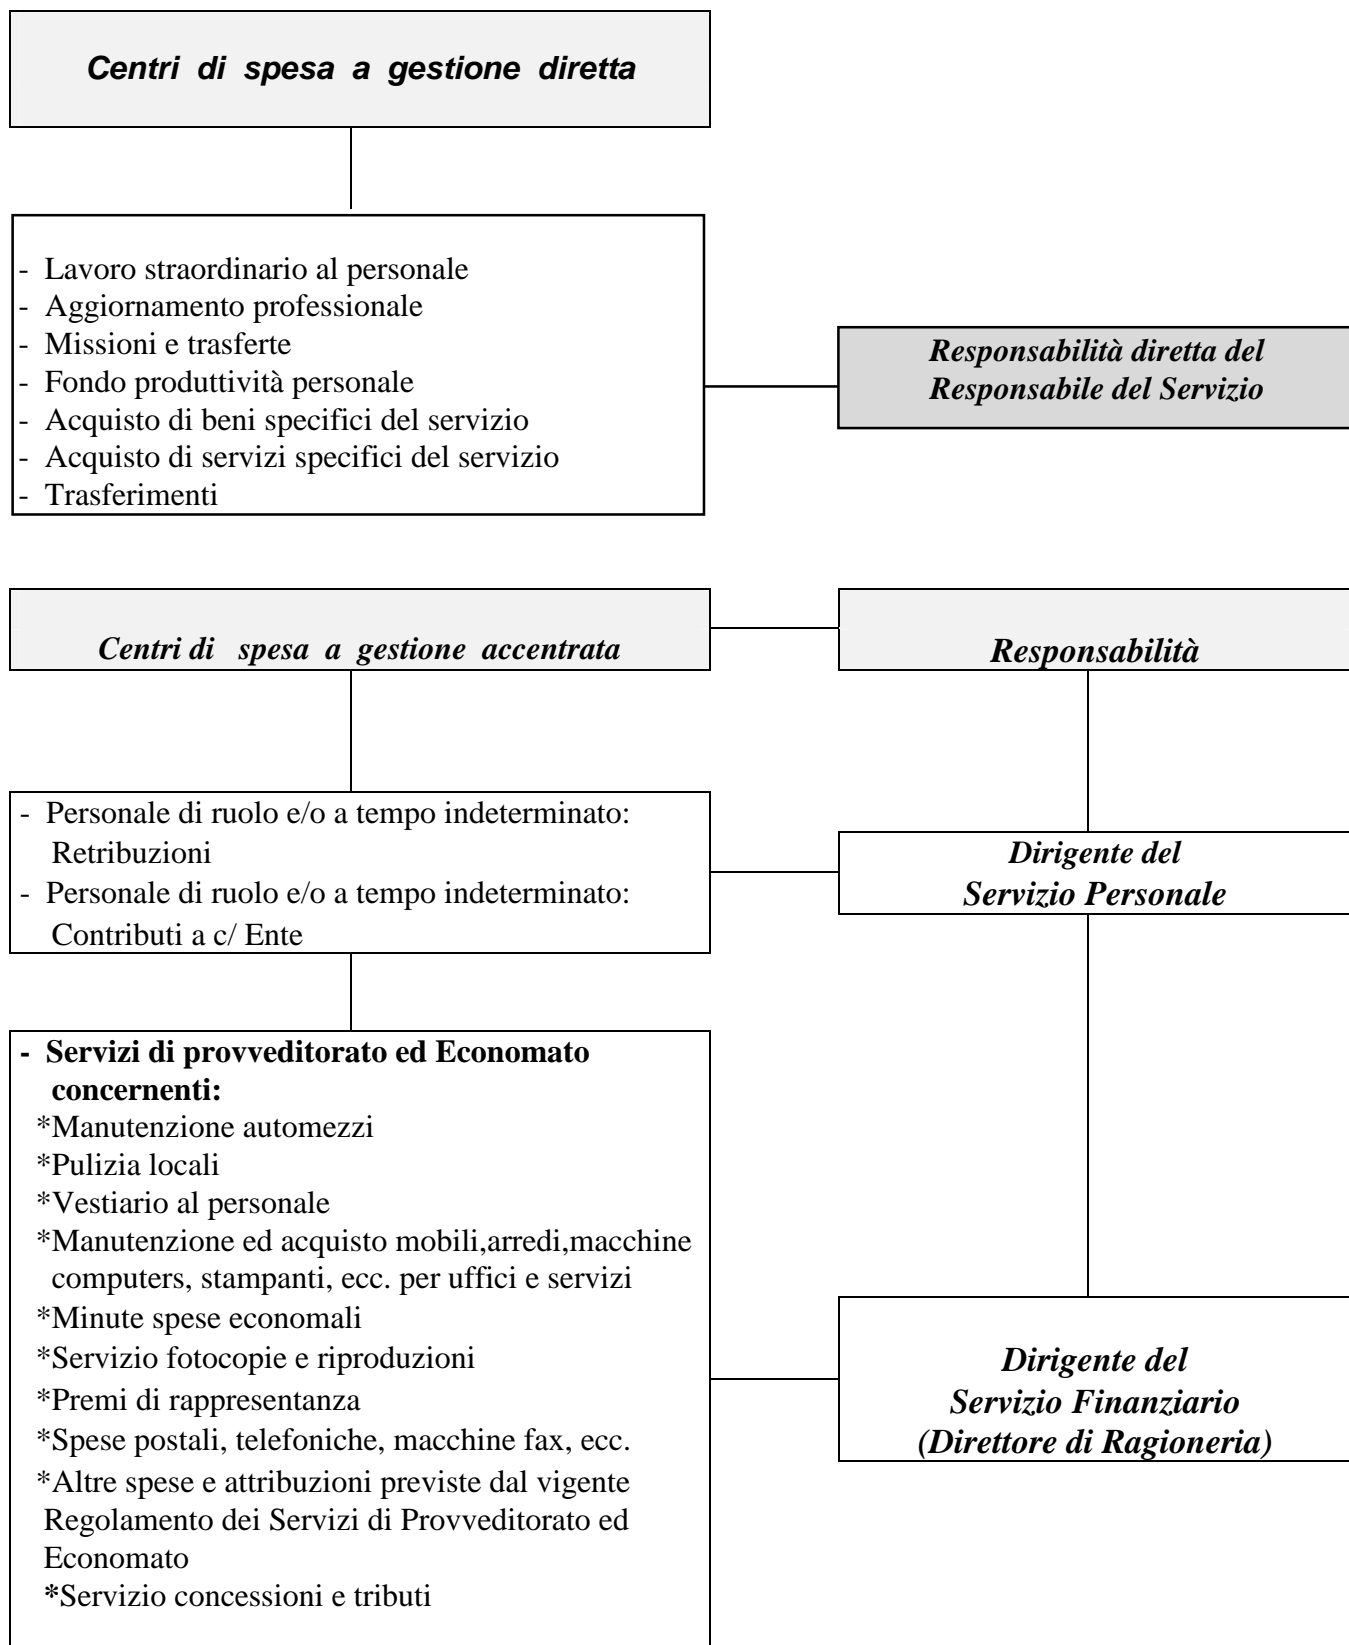 Centri di spesa a gestione diretta
- Lavoro straordinario al personale
- Aggiornamento professionale
- Missioni e trasferte
- Fondo produttività personale
- Acquisto di beni specifici del servizio
- Acquisto di servizi specifici del servizio
- Trasferimenti
Responsabilità diretta del
Responsabile del Servizio
Centri di spesa a gestione accentrata
Responsabilità
- Personale di ruolo e/o a tempo indeterminato:
Retribuzioni
- Personale di ruolo e/o a tempo indeterminato:
Contributi a c/ Ente
Dirigente del
Servizio Personale
- Servizi di provveditorato ed Economato
concernenti:
*Manutenzione automezzi
*Pulizia locali
*Vestiario al personale
*Manutenzione ed acquisto mobili,arredi,macchine
computers, stampanti, ecc. per uffici e servizi
*Minute spese economali
*Servizio fotocopie e riproduzioni
*Premi di rappresentanza
*Spese postali, telefoniche, macchine fax, ecc.
*Altre spese e attribuzioni previste dal vigente
Regolamento dei Servizi di Provveditorato ed
Economato
*Servizio concessioni e tributi
Dirigente del
Servizio Finanziario
(Direttore di Ragioneria)